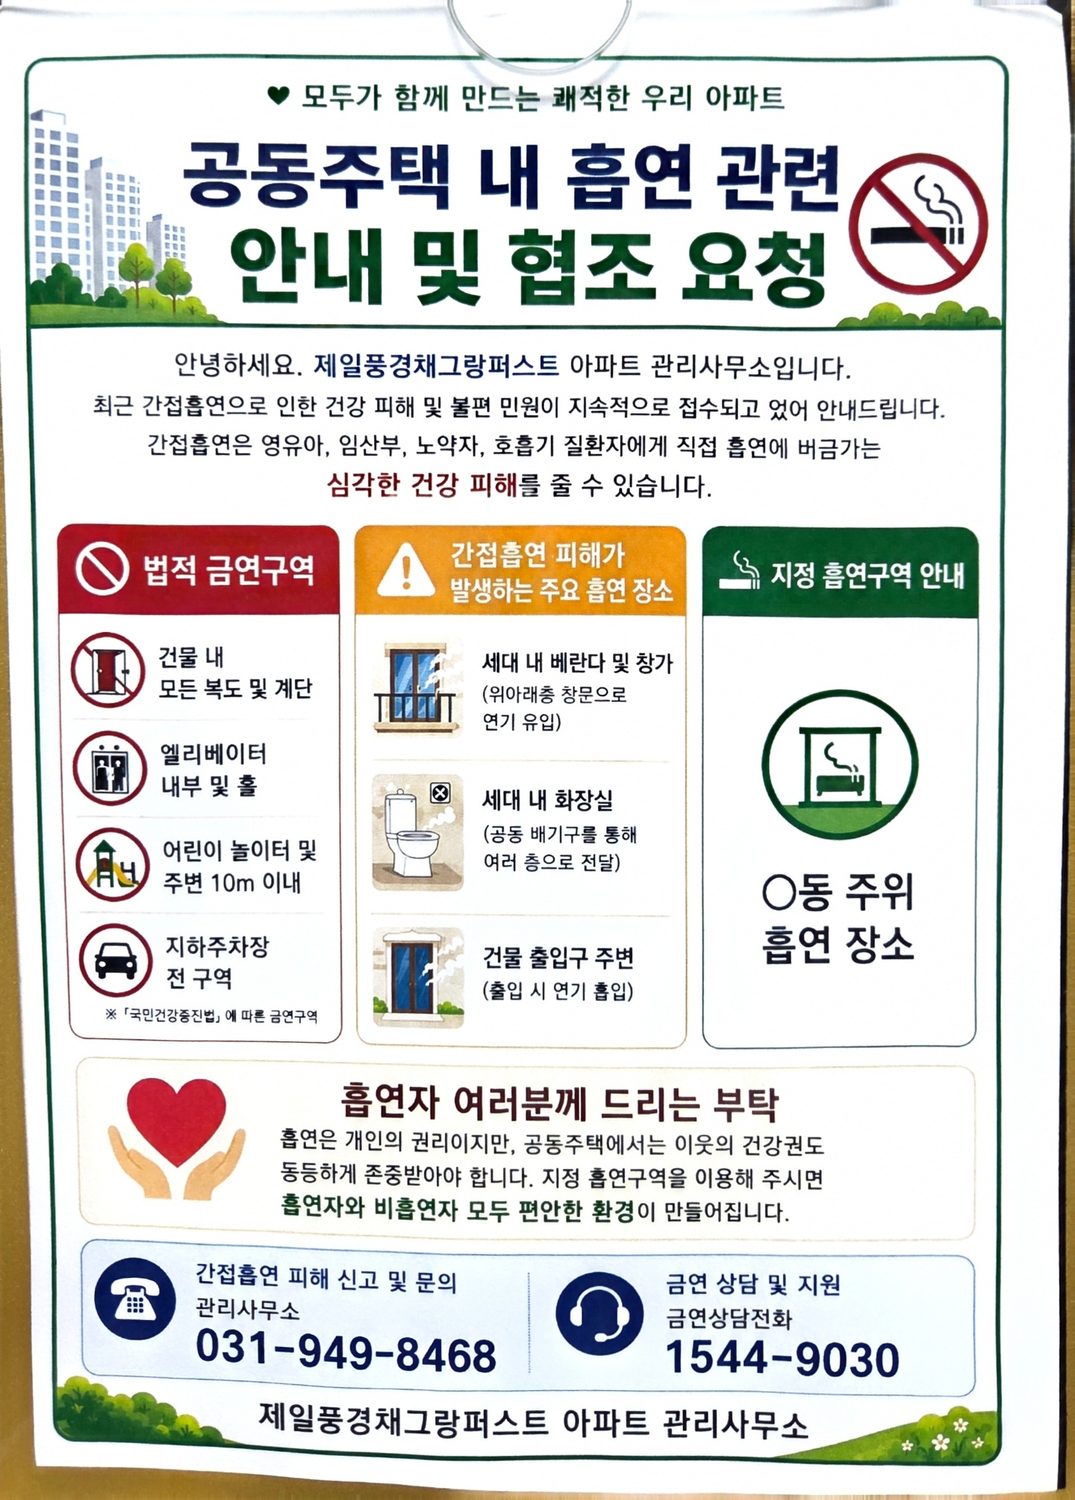 ♥ 모두가 함께 만드는 쾌적한 우리 아파트
공동주택 내 흡연 관련
안내 및 협조 요청
안녕하세요. 제일풍경채그랑퍼스트 아파트 관리사무소입니다.
최근 간접흡연으로 인한 건강 피해 및 불편 민원이 지속적으로 접수되고 었어 안내드립니다.
간접흡연은 영유아, 임산부, 노약자, 호흡기 질환자에게 직접 흡연에 버금가는
심각한 건강 피해를 줄 수 있습니다.
법적 금연구역
건물 내
모든 복도 및 계단
엘리베이터
내부 및 홀
어린이 놀이터 및
주변 10m 이내
지하주차장
전 구역
※ 「국민건강증진법」에 따른 금연구역
간접흡연 피해가
발생하는 주요 흡연 장소
세대 내 베란다 및 창가
(위아래층 창문으로
연기 유입)
세대 내 화장실
(공동 배기구를 통해
여러 층으로 전달)
건물 출입구 주변
(출입 시 연기 흡입)
지정 흡연구역 안내
○동 주위
흡연 장소
흡연자 여러분께 드리는 부탁
흡연은 개인의 권리이지만, 공동주택에서는 이웃의 건강권도
동등하게 존중받아야 합니다. 지정 흡연구역을 이용해 주시면
흡연자와 비흡연자 모두 편안한 환경이 만들어집니다.
간접흡연 피해 신고 및 문의
관리사무소
031-949-8468
금연 상담 및 지원
금연상담전화
1544-9030
제일풍경채그랑퍼스트 아파트 관리사무소